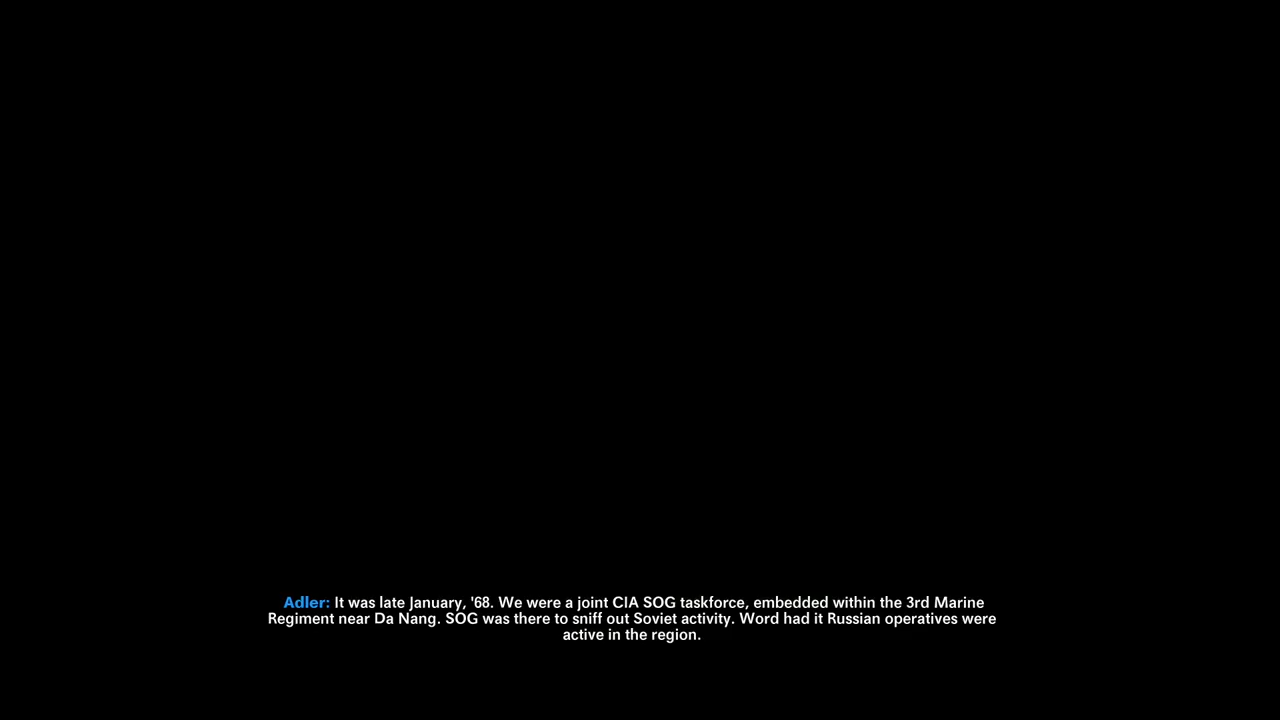 Adler: It was late January, '68. We were a joint CIA SOG taskforce, embedded within the 3rd Marine
Regiment near Da Nang. SOG was there to sniff out Soviet activity. Word had it Russian operatives were
active in the region.